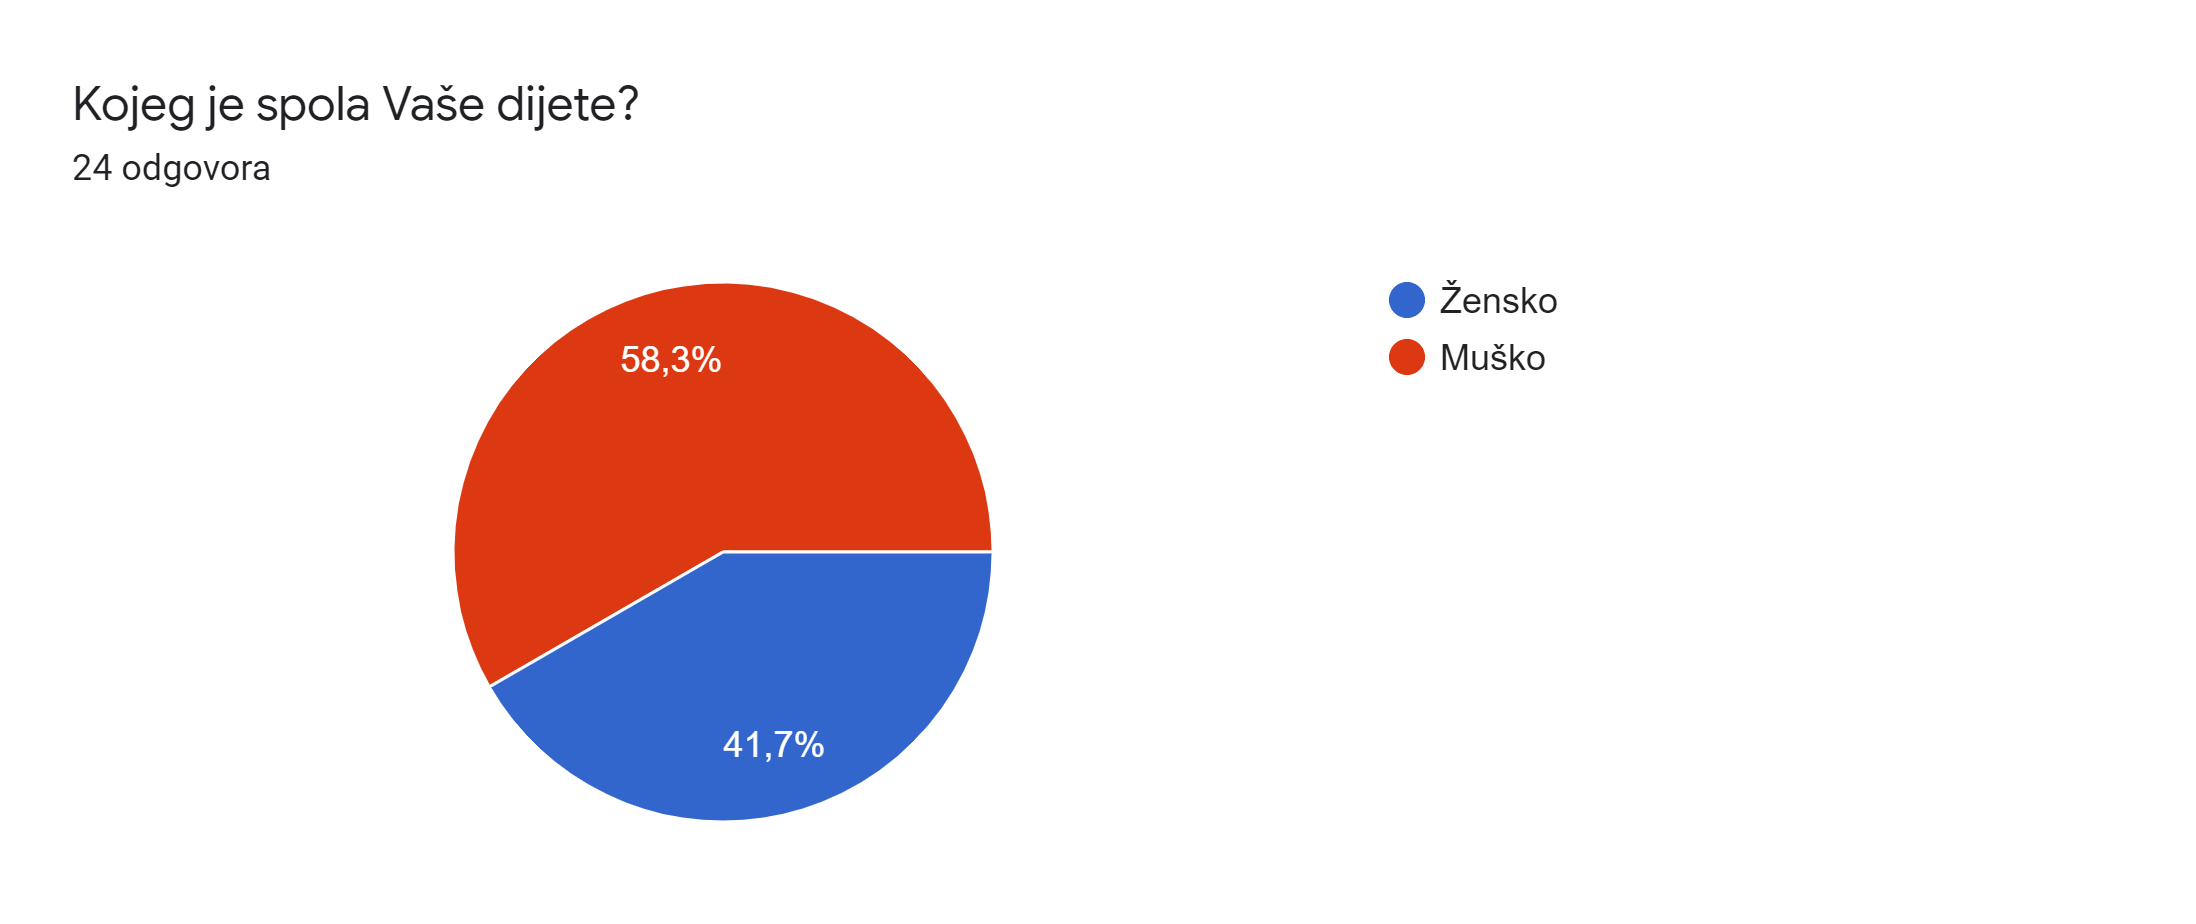 Kojeg je spola Vaše dijete?
24 odgovora
58,3%
41,7%
Žensko
Muško